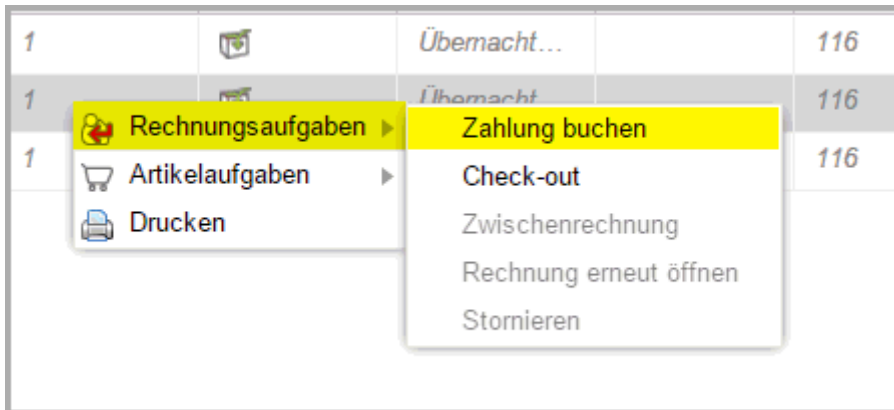 1 Übernacht... 116
1 Übernacht 116
Rechnungsaufgaben Zahlung buchen
1 116
Artikelaufgaben Check-out
Drucken Zwischenrechnung
Rechnung erneut öffnen
Stornieren